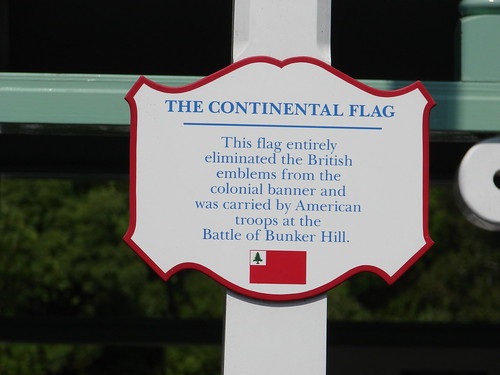 THE CONTINENTAL FLAG
This flag entirely
eliminated the British
emblems from the
colonial banner and
was carried by American
troops at the
Battle of Bunker Hill.